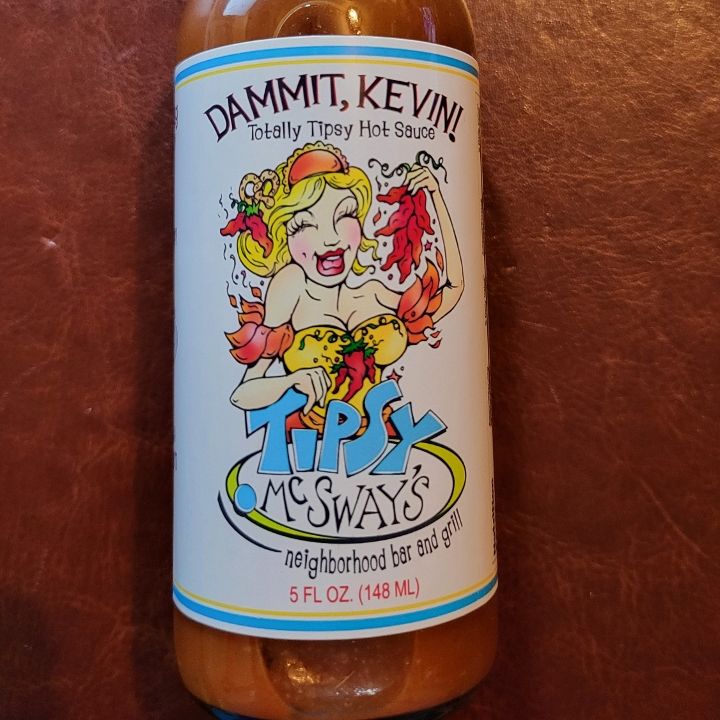 DAMMIT, KEVIN!
Totally Tipsy Hot Sauce
TIPSY
McSWAY'S
neighborhood bar and grill
5 FL OZ. (148 ML)